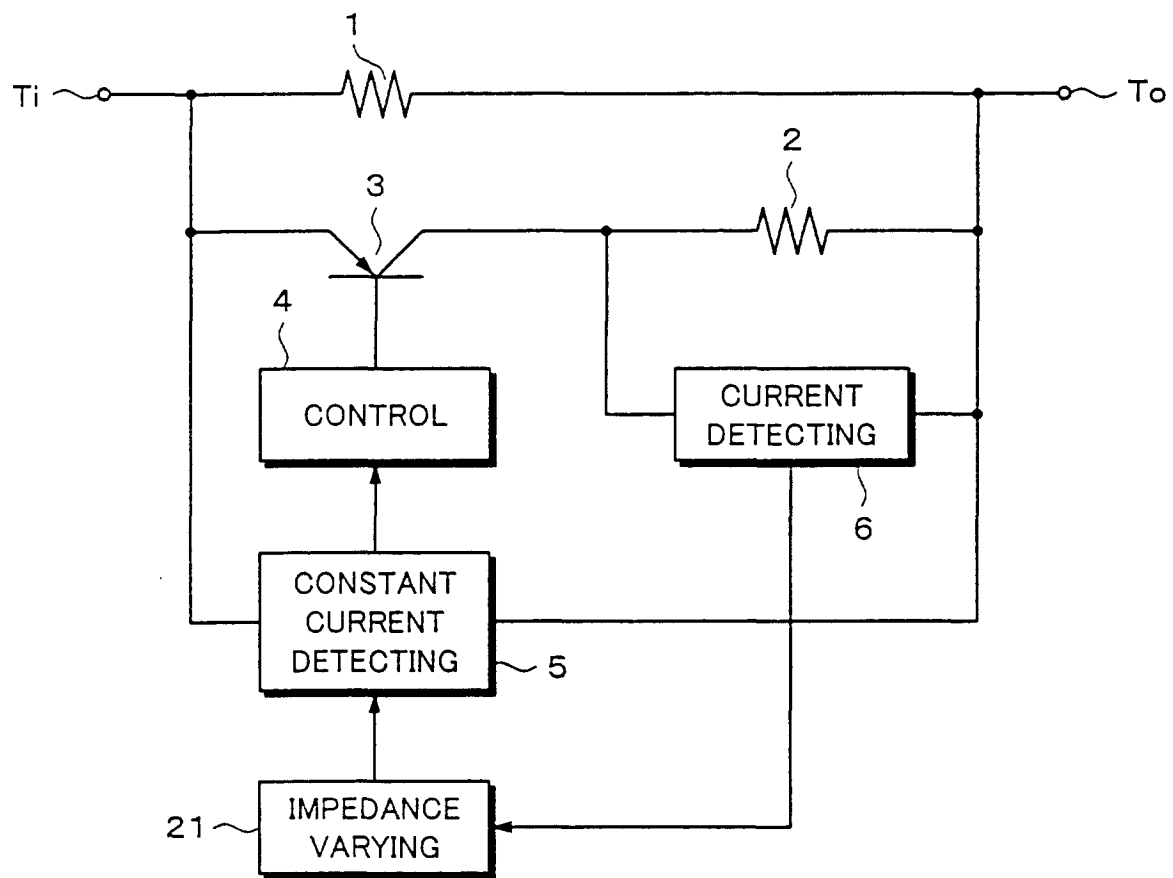 1
Ti
To
2
3
4
CONTROL
CURRENT
DETECTING
6
CONSTANT
CURRENT
DETECTING
5
21
IMPEDANCE
VARYING